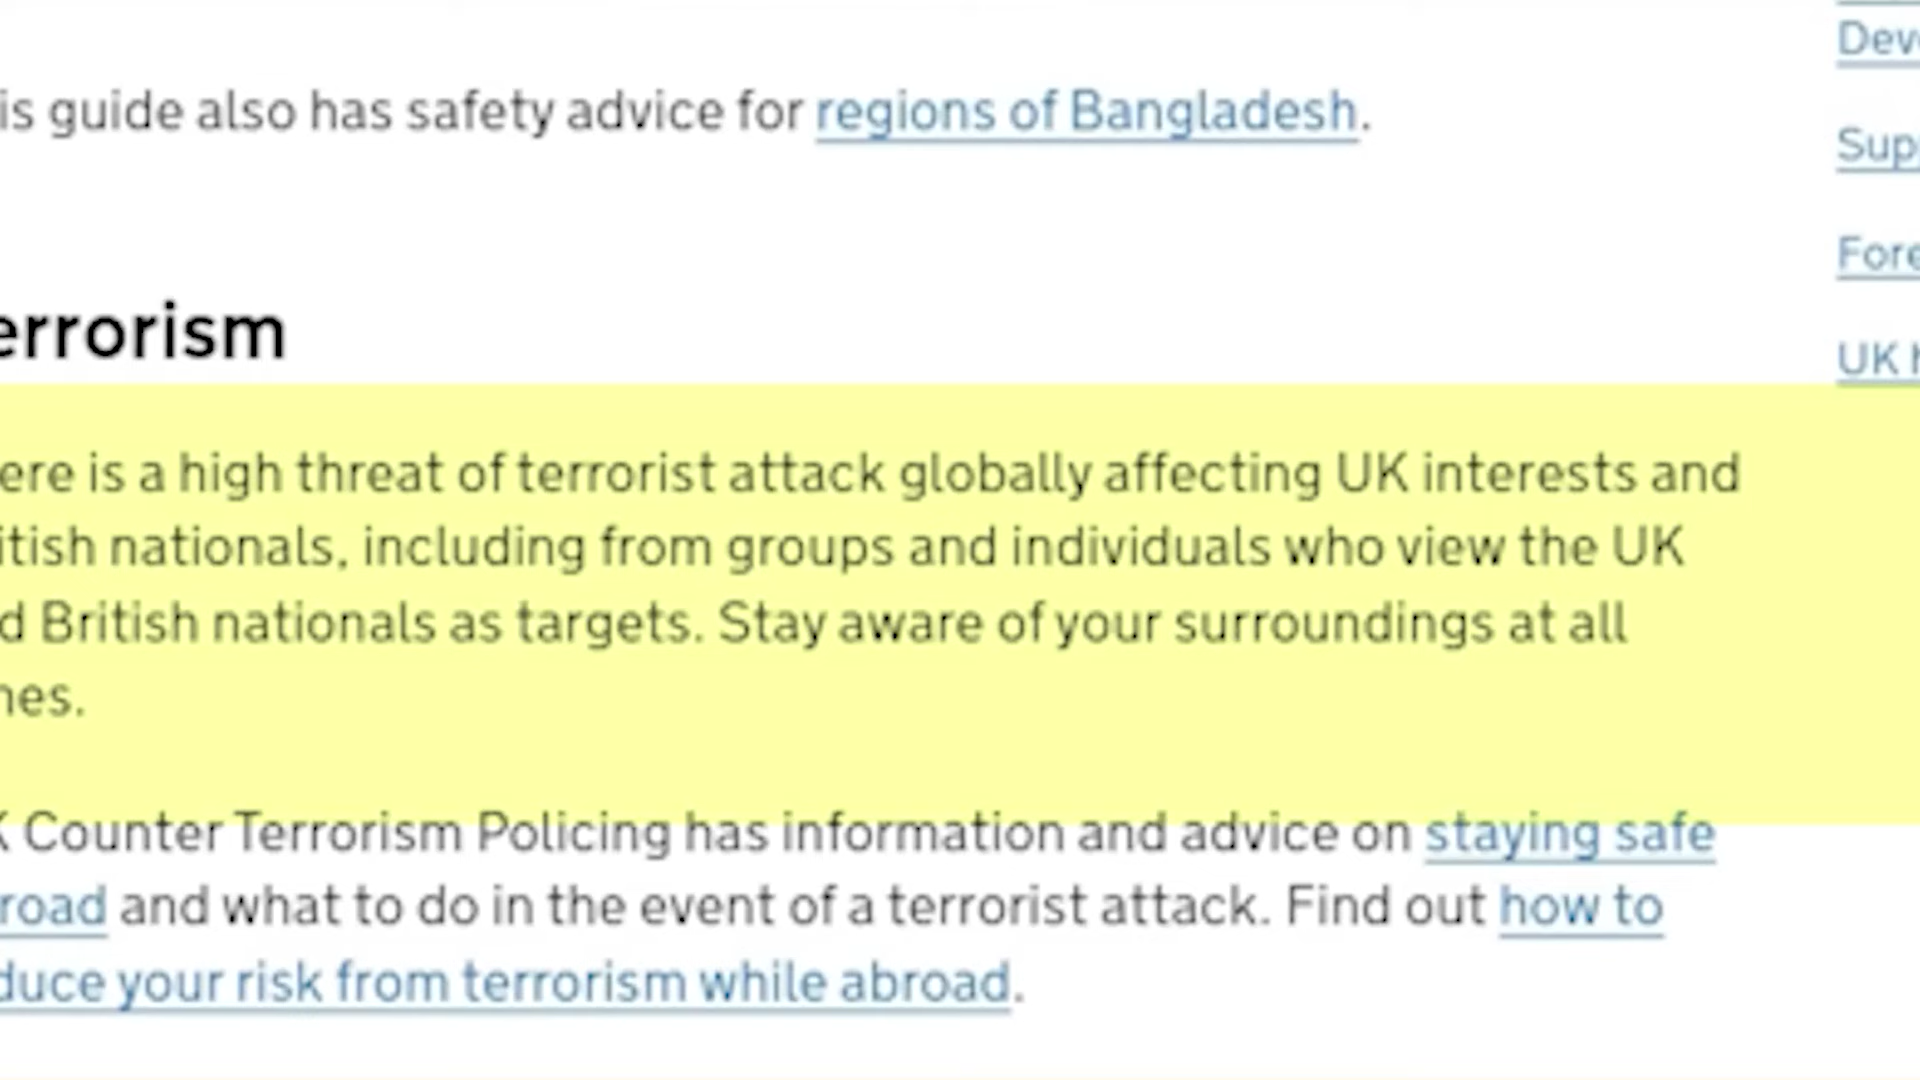 is guide also has safety advice for regions of Bangladesh.
errorism
ere is a high threat of terrorist attack globally affecting UK interests and
itish nationals, including from groups and individuals who view the UK
d British nationals as targets. Stay aware of your surroundings at all
nes.
K Counter Terrorism Policing has information and advice on staying safe
road and what to do in the event of a terrorist attack. Find out how to
duce your risk from terrorism while abroad.
Deve
Supp
Fore
UK h